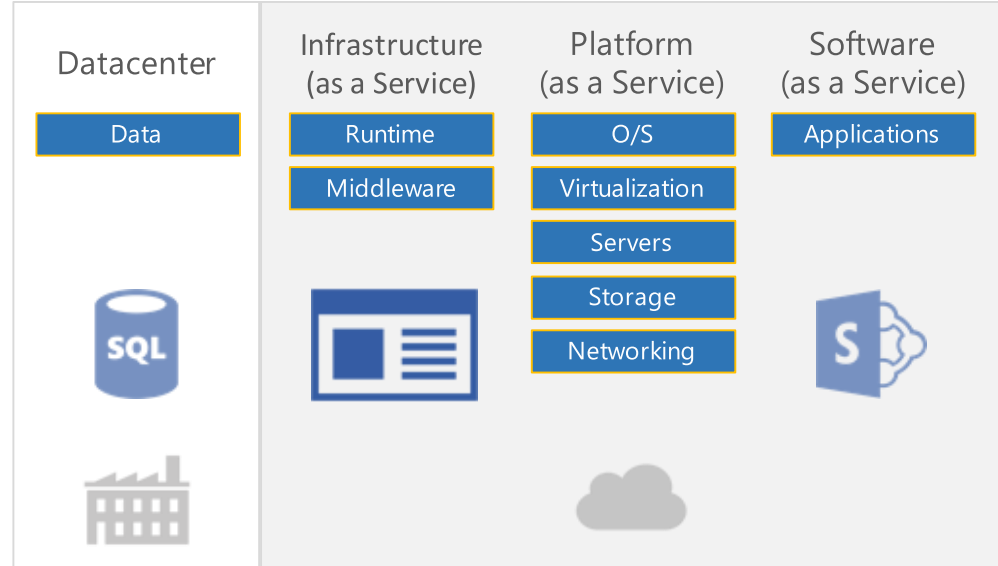 Datacenter
Data
SQL
Infrastructure
(as a Service)
Runtime
Middleware
Platform
(as a Service)
O/S
Virtualization
Servers
Storage
Networking
Software
(as a Service)
Applications
S